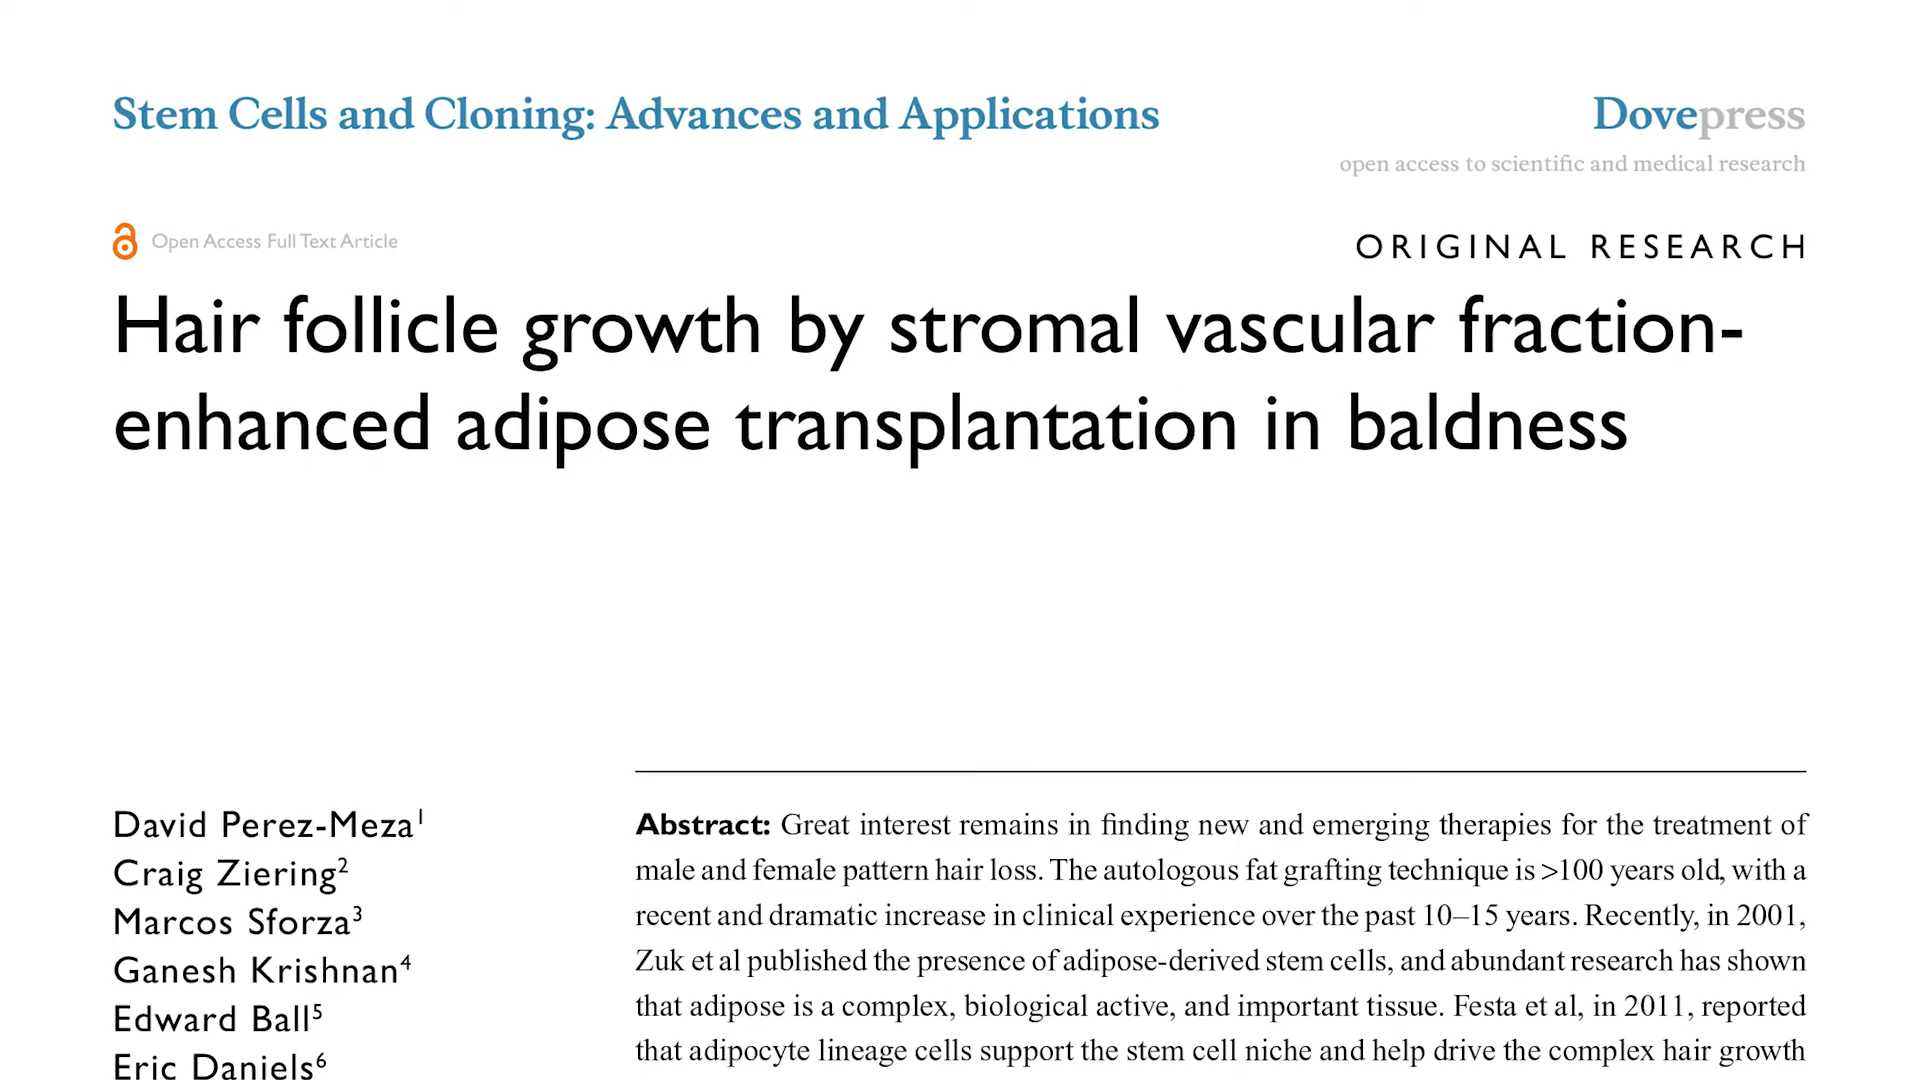 Stem Cells and Cloning: Advances and Applications
Dovepress
open access to scientific and medical research
Open Access Full Text Article
ORIGINAL RESEARCH
Hair follicle growth by stromal vascular fraction-
enhanced adipose transplantation in baldness
David Perez-Meza1
Craig Ziering2
Marcos Sforza3
Ganesh Krishnan4
Edward Ball5
Eric Daniels6
Abstract: Great interest remains in finding new and emerging therapies for the treatment of
male and female pattern hair loss. The autologous fat grafting technique is >100 years old, with a
recent and dramatic increase in clinical experience over the past 10–15 years. Recently, in 2001,
Zuk et al published the presence of adipose-derived stem cells, and abundant research has shown
that adipose is a complex, biological active, and important tissue. Festa et al, in 2011, reported
that adipocyte lineage cells support the stem cell niche and help drive the complex hair growth